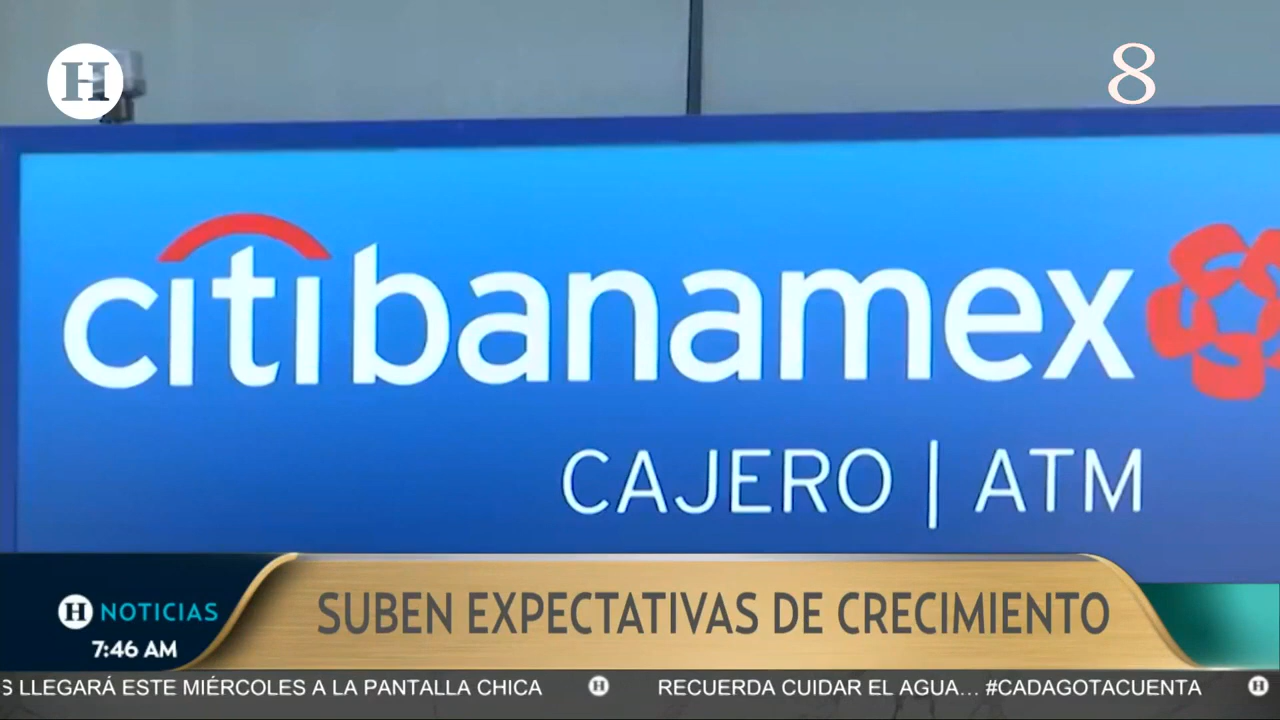 H
8
citibanamex
CAJERO | ATM
H NOTICIAS
SUBEN EXPECTATIVAS DE CRECIMIENTO
7:46 AM
S LLEGARÁ ESTE MIÉRCOLES A LA PANTALLA CHICA H RECUERDA CUIDAR EL AGUA... #CADAGOTACUENTA H